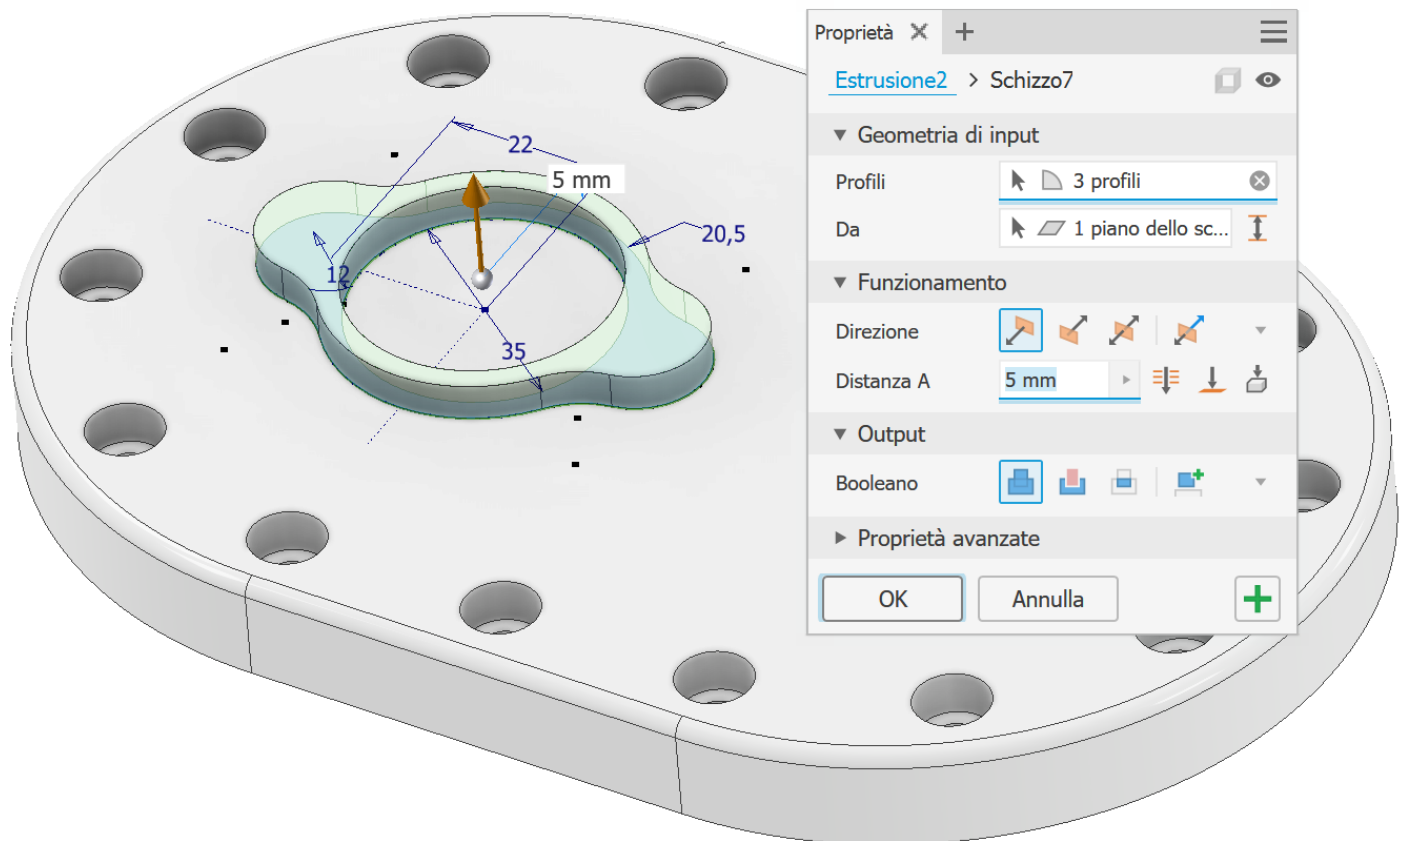 Proprietà
Estrusione2 > Schizzo7
Geometria di input
Profili 3 profili
Da 1 piano dello sc...
Funzionamento
Direzione
Distanza A 5 mm
Output
Booleano
Proprietà avanzate
OK Annulla
22
5 mm
20,5
12
35